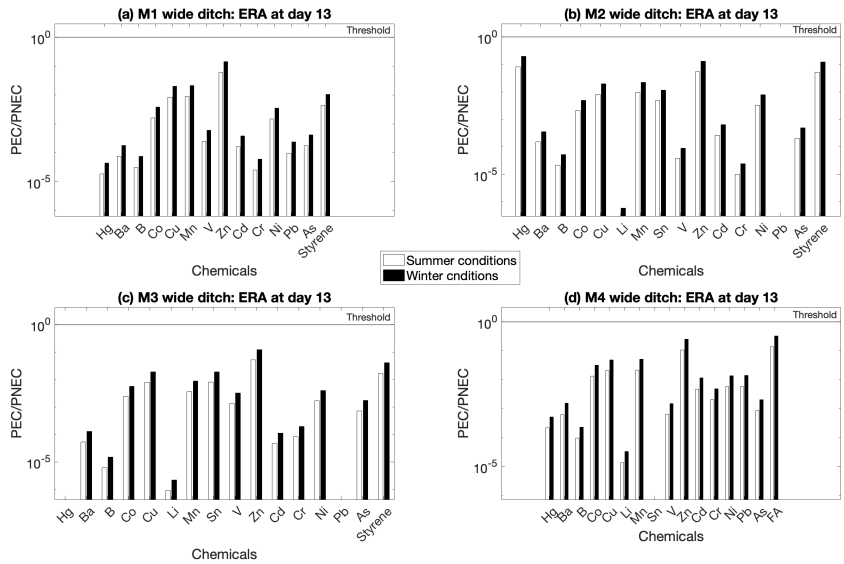 (a) M1 wide ditch: ERA at day 13
Threshold
10^0
10^-5
PEC/PNEC
Hg Ba B Co Cu Mn V Zn Cd Cr Ni Pb As Styrene
Chemicals
(b) M2 wide ditch: ERA at day 13
Threshold
10^0
10^-5
PEC/PNEC
Hg Ba B Co Cu Li Mn Sn V Zn Cd Cr Ni Pb As Styrene
Chemicals
Summer conditions
Winter cnditions
(c) M3 wide ditch: ERA at day 13
Threshold
10^0
10^-5
PEC/PNEC
Hg Ba B Co Cu Li Mn Sn V Zn Cd Cr Ni Pb As Styrene
Chemicals
(d) M4 wide ditch: ERA at day 13
Threshold
10^0
10^-5
PEC/PNEC
Hg Ba B Co Cu Li Mn Sn V Zn Cd Cr Ni Pb As FA
Chemicals